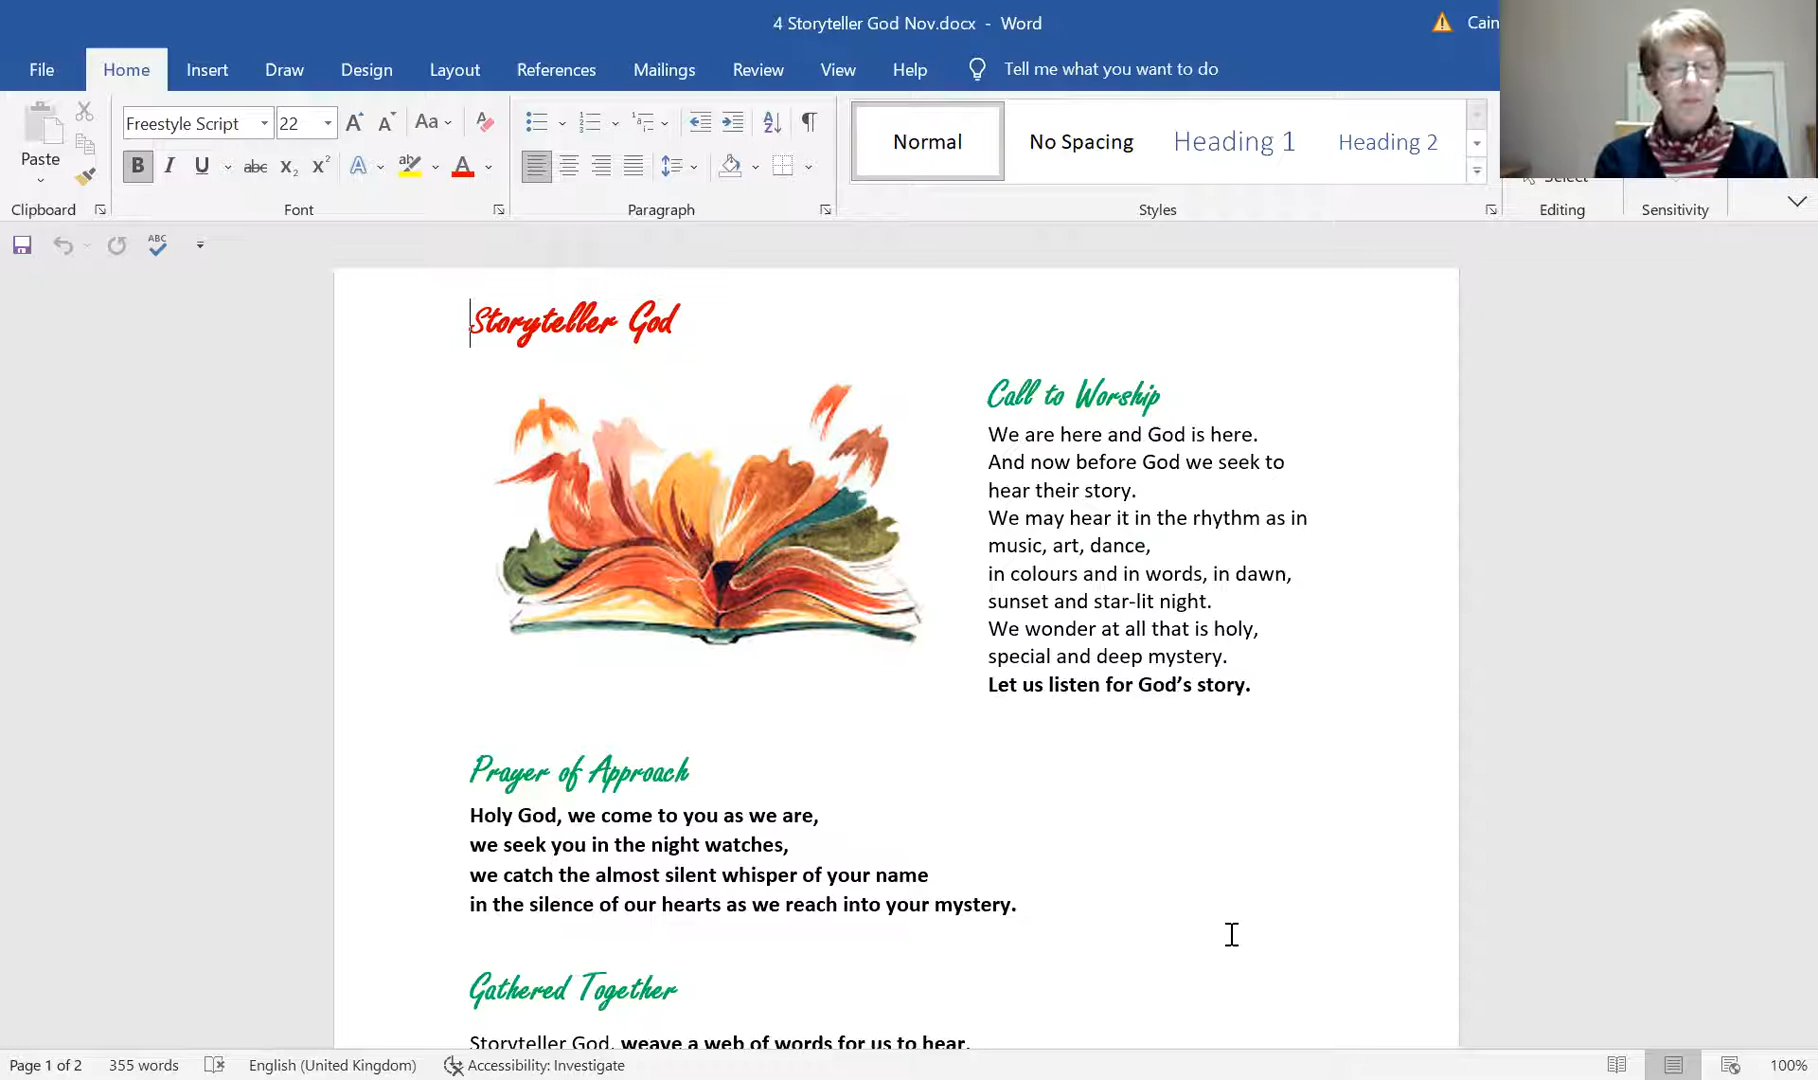 4 Storyteller God Nov.docx - Word
Cain
File Home Insert Draw Design Layout References Mailings Review View Help Tell me what you want to do
Paste
Freestyle Script 22
Aa
B I U abc X₂ X²
A
Normal
No Spacing
Heading 1
Heading 2
Select
Clipboard Font Paragraph Styles Editing Sensitivity
ABC
Storyteller God
Call to Worship
We are here and God is here.
And now before God we seek to
hear their story.
We may hear it in the rhythm as in
music, art, dance,
in colours and in words, in dawn,
sunset and star-lit night.
We wonder at all that is holy,
special and deep mystery.
Let us listen for God’s story.
Prayer of Approach
Holy God, we come to you as we are,
we seek you in the night watches,
we catch the almost silent whisper of your name
in the silence of our hearts as we reach into your mystery.
Gathered Together
Storyteller God, weave a web of words for us to hear.
Page 1 of 2 355 words English (United Kingdom) Accessibility: Investigate 100%